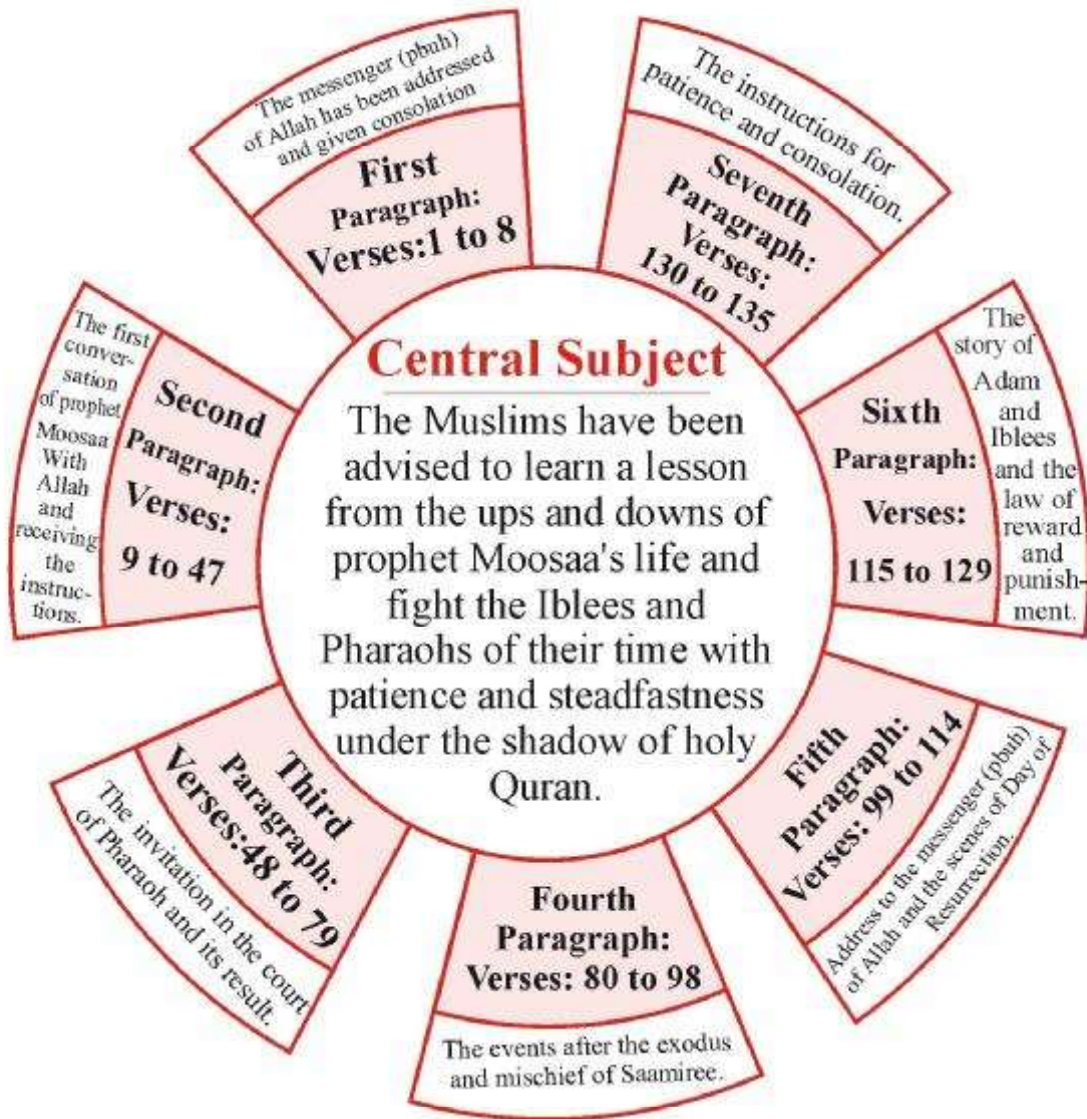 Central Subject
The Muslims have been
advised to learn a lesson
from the ups and downs of
prophet Moosaa's life and
fight the Iblees and
Pharaohs of their time with
patience and steadfastness
under the shadow of holy
Quran.
The messenger (pbuh)
of Allah has been addressed
and given consolation
First
Paragraph:
Verses:1 to 8
The first
conver-
sation
of prophet
Moosaa
With
Allah
and
receiving
the
instruc-
tions.
Second
Paragraph:
Verses:
9 to 47
Third
Paragraph:
Verses:48 to 79
The invitation in the court
of Pharaoh and its result.
Fourth
Paragraph:
Verses: 80 to 98
The events after the exodus
and mischief of Saamiree.
Fifth
Paragraph:
Verses: 99 to 114
Address to the messenger (pbuh)
of Allah and the scenes of Day of
Resurrection.
The
story of
Adam
and
Iblees
and the
law of
reward
and
punish-
ment.
Sixth
Paragraph:
Verses:
115 to 129
The instructions for
patience and consolation.
Seventh
Paragraph:
Verses:
130 to 135